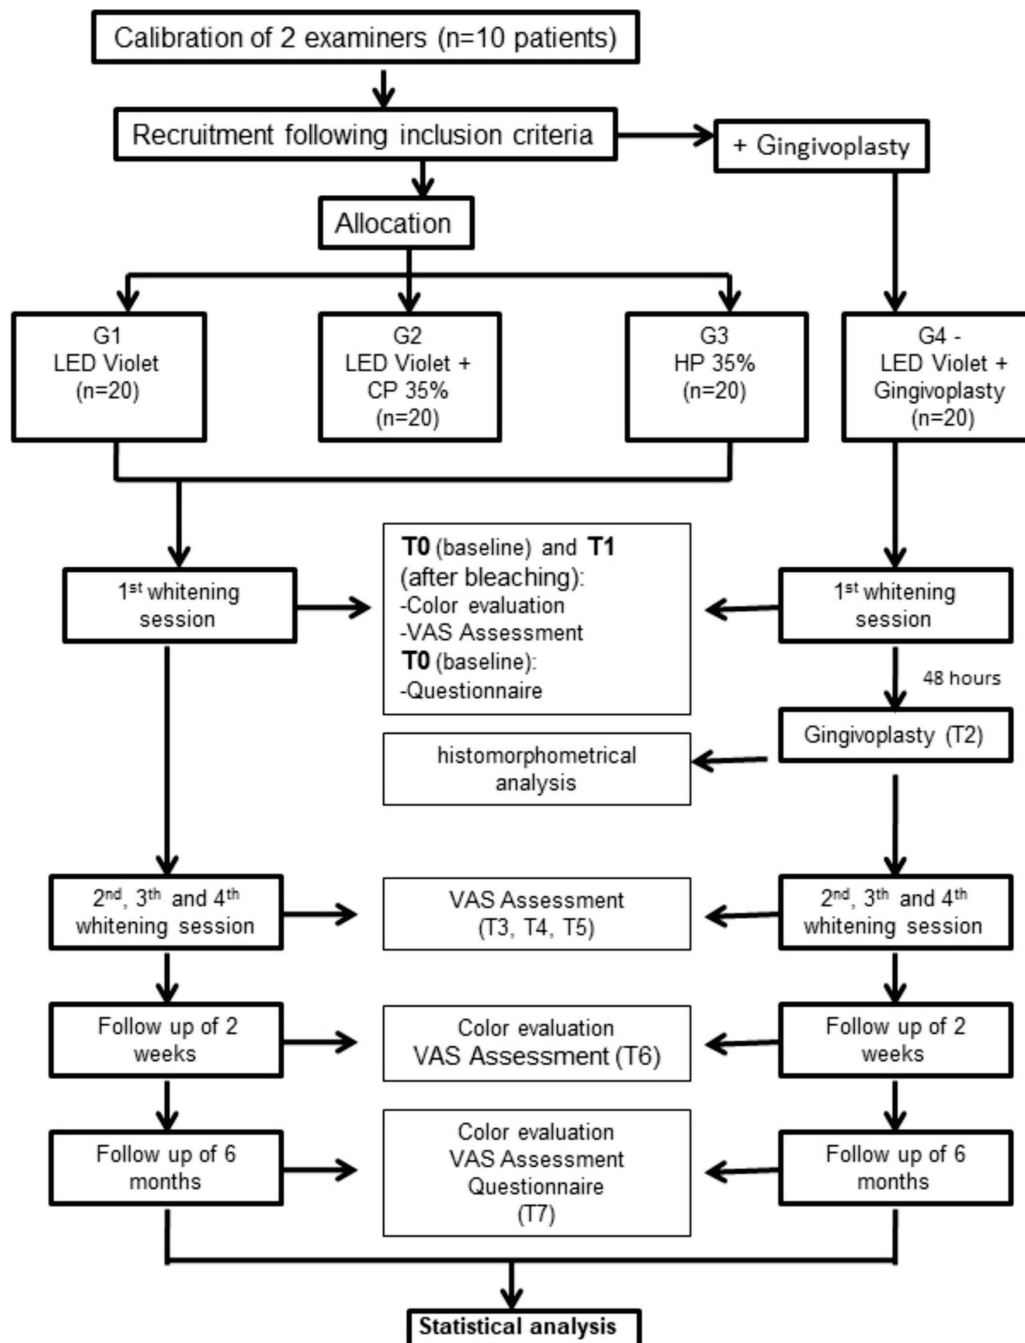 Calibration of 2 examiners (n=10 patients)
Recruitment following inclusion criteria
+ Gingivoplasty
Allocation
G1
LED Violet
(n=20)
G2
LED Violet +
CP 35%
(n=20)
G3
HP 35%
(n=20)
G4 -
LED Violet +
Gingivoplasty
(n=20)
1st whitening
session
T0 (baseline) and T1
(after bleaching):
-Color evaluation
-VAS Assessment
T0 (baseline):
-Questionnaire
1st whitening
session
48 hours
Gingivoplasty (T2)
histomorphometrical
analysis
2nd, 3th and 4th
whitening session
VAS Assessment
(T3, T4, T5)
2nd, 3th and 4th
whitening session
Follow up of 2
weeks
Color evaluation
VAS Assessment (T6)
Follow up of 2
weeks
Follow up of 6
months
Color evaluation
VAS Assessment
Questionnaire
(T7)
Follow up of 6
months
Statistical analysis